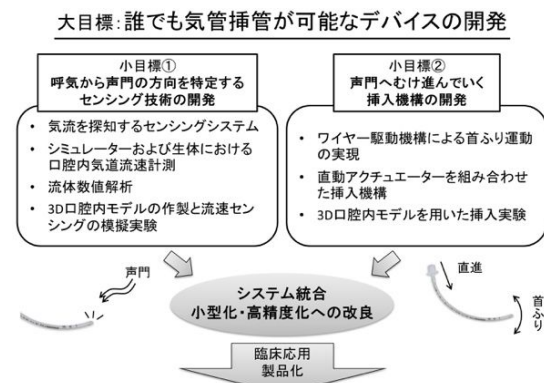 大目標：誰でも気管挿管が可能なデバイスの開発
小目標①
呼気から声門の方向を特定する
センシング技術の開発
• 気流を探知するセンシングシステム
• シミュレーターおよび生体における
口腔内気道流速計測
• 流体数値解析
• 3D口腔内モデルの作製と流速セン
シングの模擬実験
小目標②
声門へむけ進んでいく
挿入機構の開発
• ワイヤー駆動機構による首ふり運動
の実現
• 直動アクチュエーターを組み合わせ
た挿入機構
• 3D口腔内モデルを用いた挿入実験
声門
システム統合
小型化・高精度化への改良
直進
首ふり
臨床応用
製品化